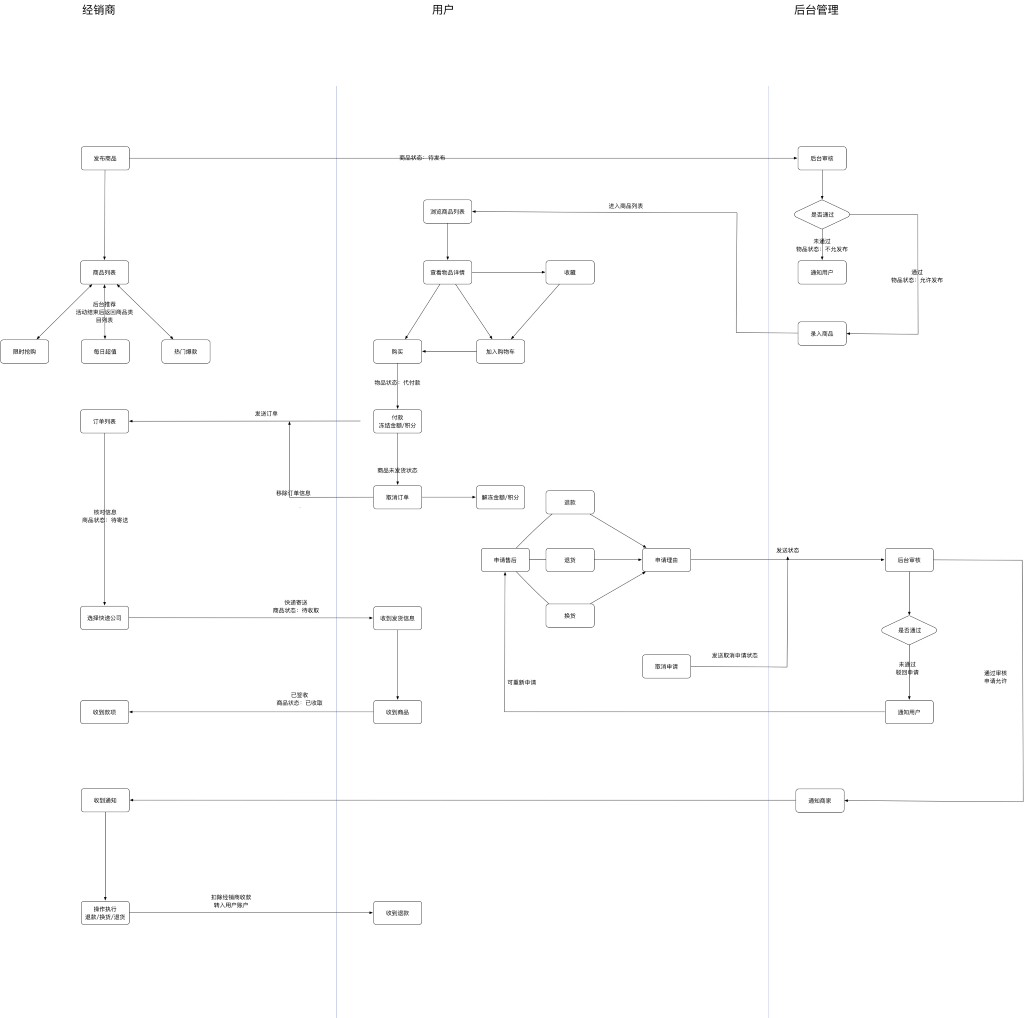 经销商
用户
后台管理
发布商品
商品状态：待发布
后台审核
浏览商品列表
进入商品列表
是否通过
未通过
物品状态：不允发布
商品列表
查看物品详情
收藏
通知用户
通过
物品状态：允许发布
后台推荐
活动结束后返回商品类
目列表
录入商品
限时抢购
每日超值
热门爆款
购买
加入购物车
物品状态：代付款
订单列表
发送订单
付款
冻结金额/积分
商品未发货状态
移除订单信息
取消订单
解冻金额/积分
退款
核对信息
商品状态：待寄送
申请售后
退货
申请理由
发送状态
后台审核
换货
选择快递公司
快递寄送
商品状态：待收取
收到发货信息
是否通过
取消申请
发送取消申请状态
未通过
驳回申请
通过审核
申请允许
可重新申请
收到款项
已签收
商品状态：已收取
收到商品
通知用户
收到通知
通知商家
操作执行
退款/换货/退货
扣除经销商收款
转入用户账户
收到退款